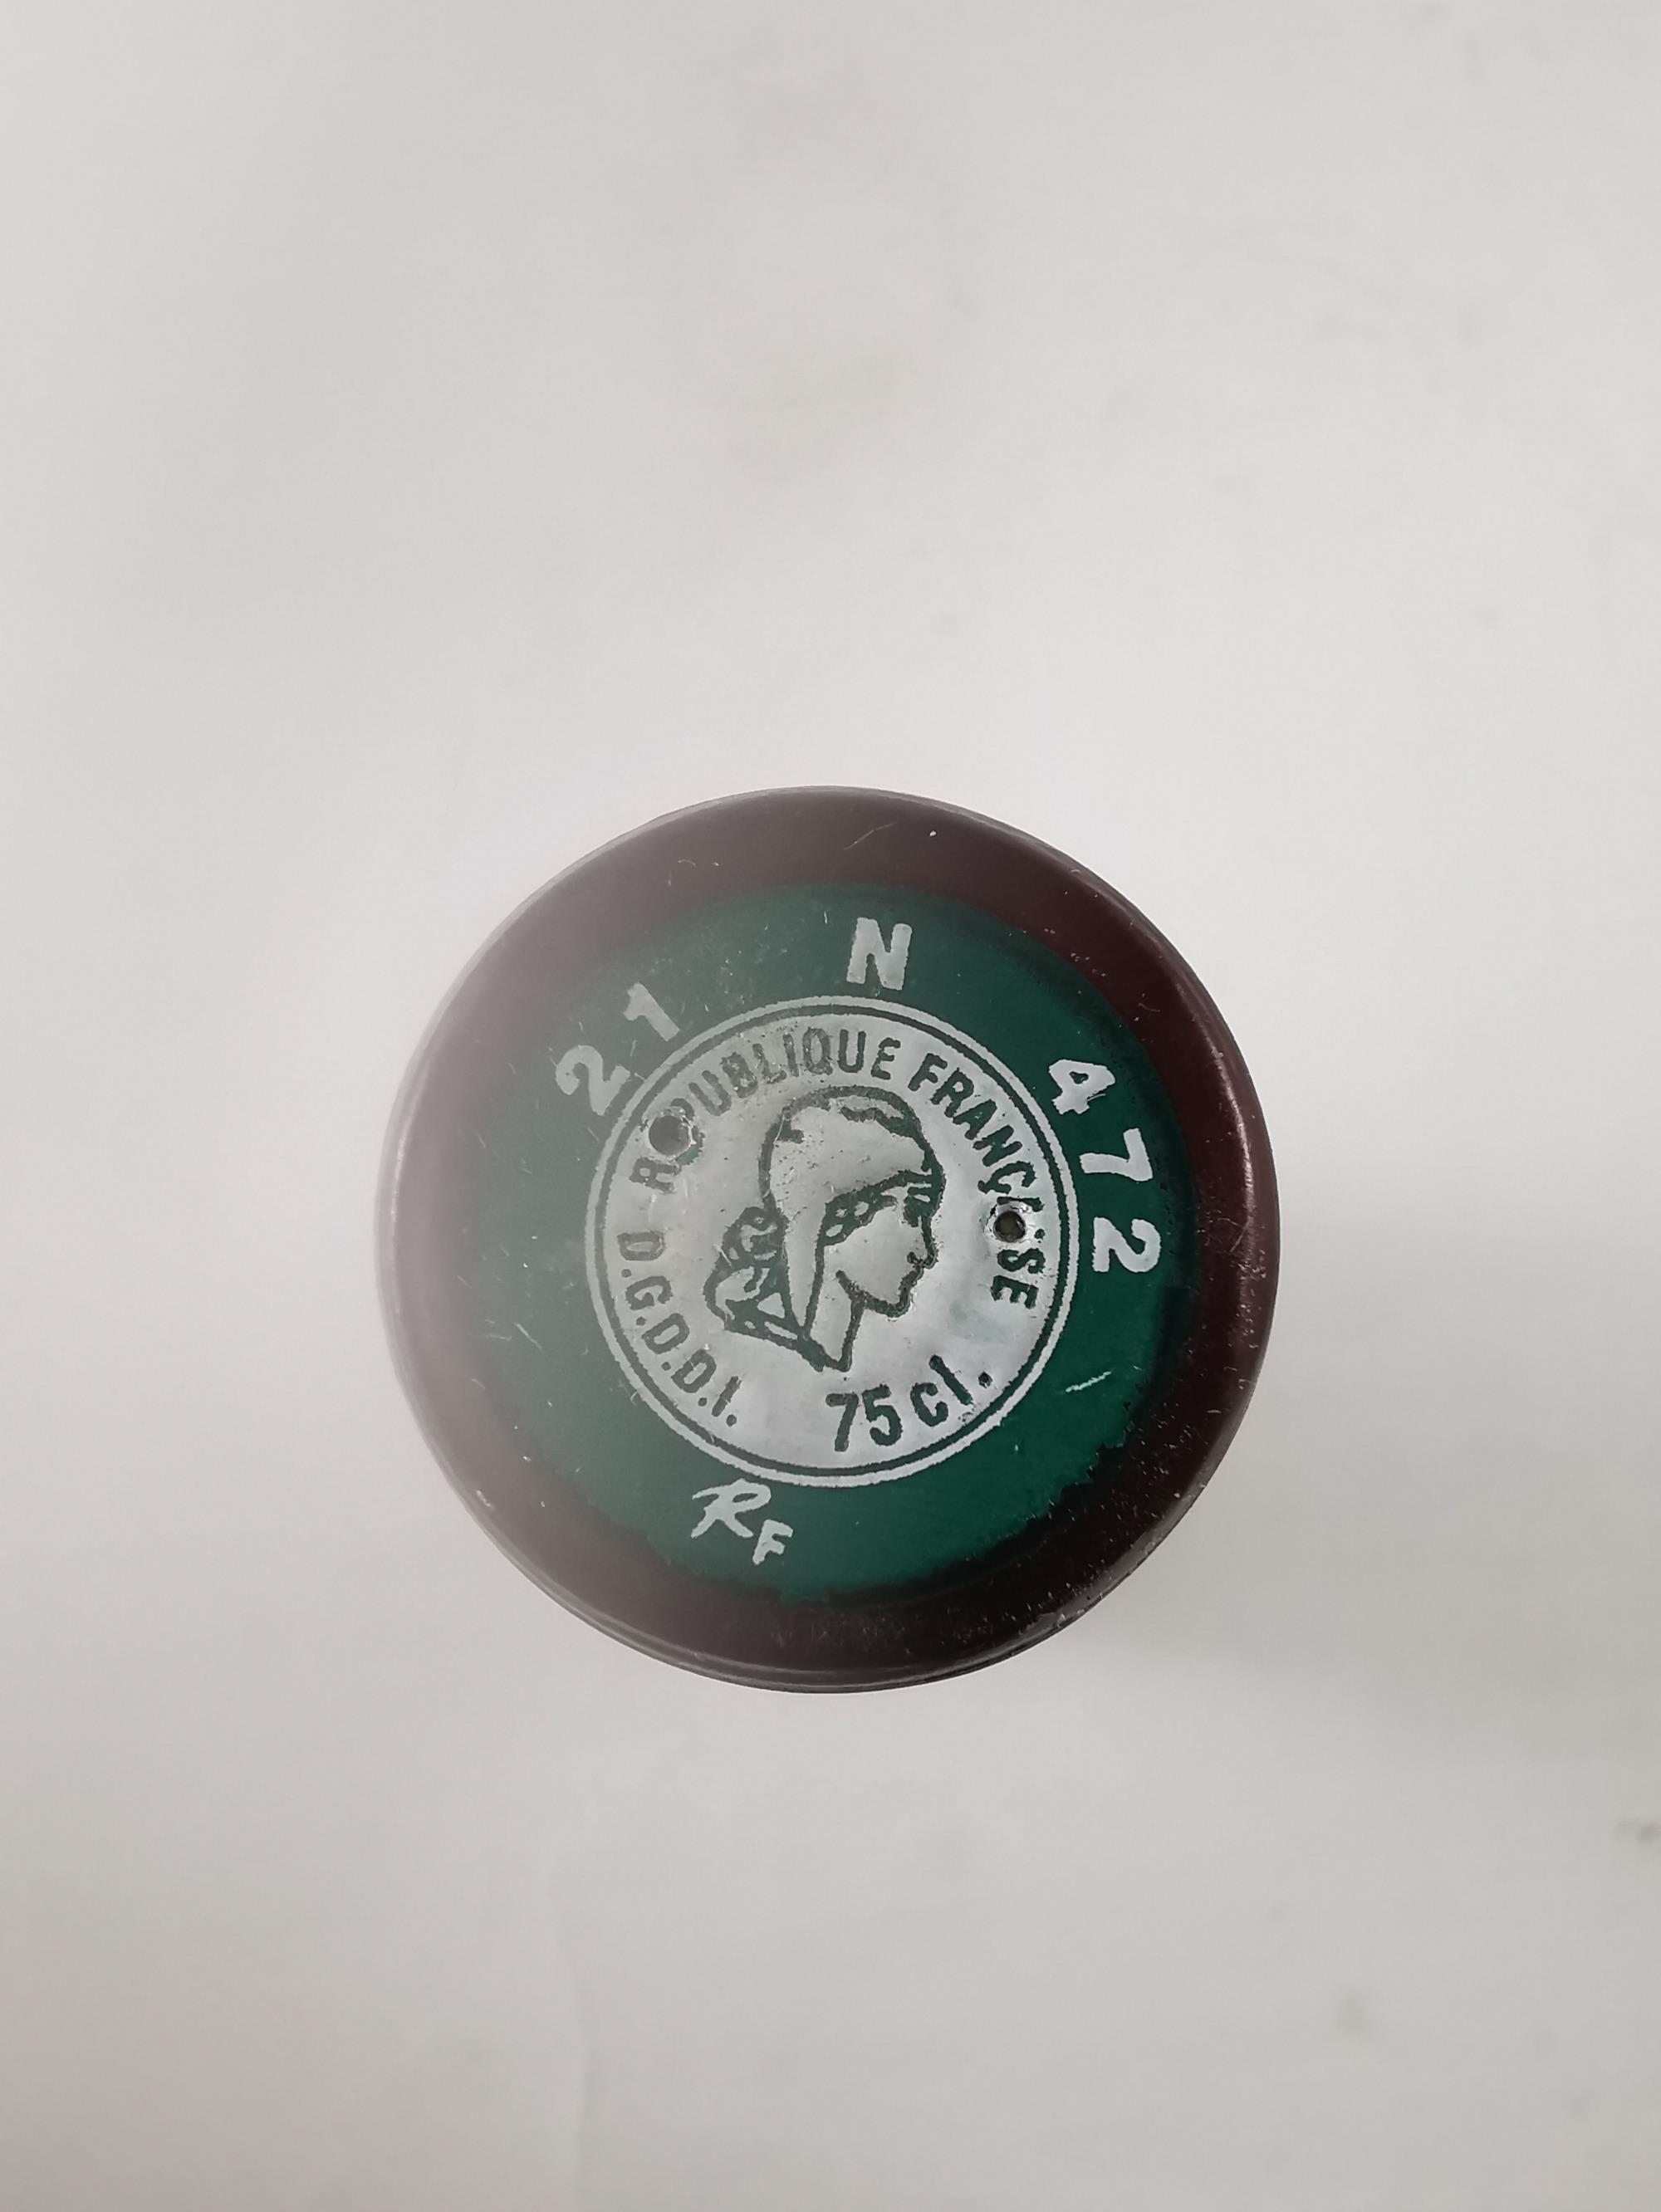 21 N 472
RÉPUBLIQUE FRANÇAISE
D.G.D.D.I.
75 cl.
RF